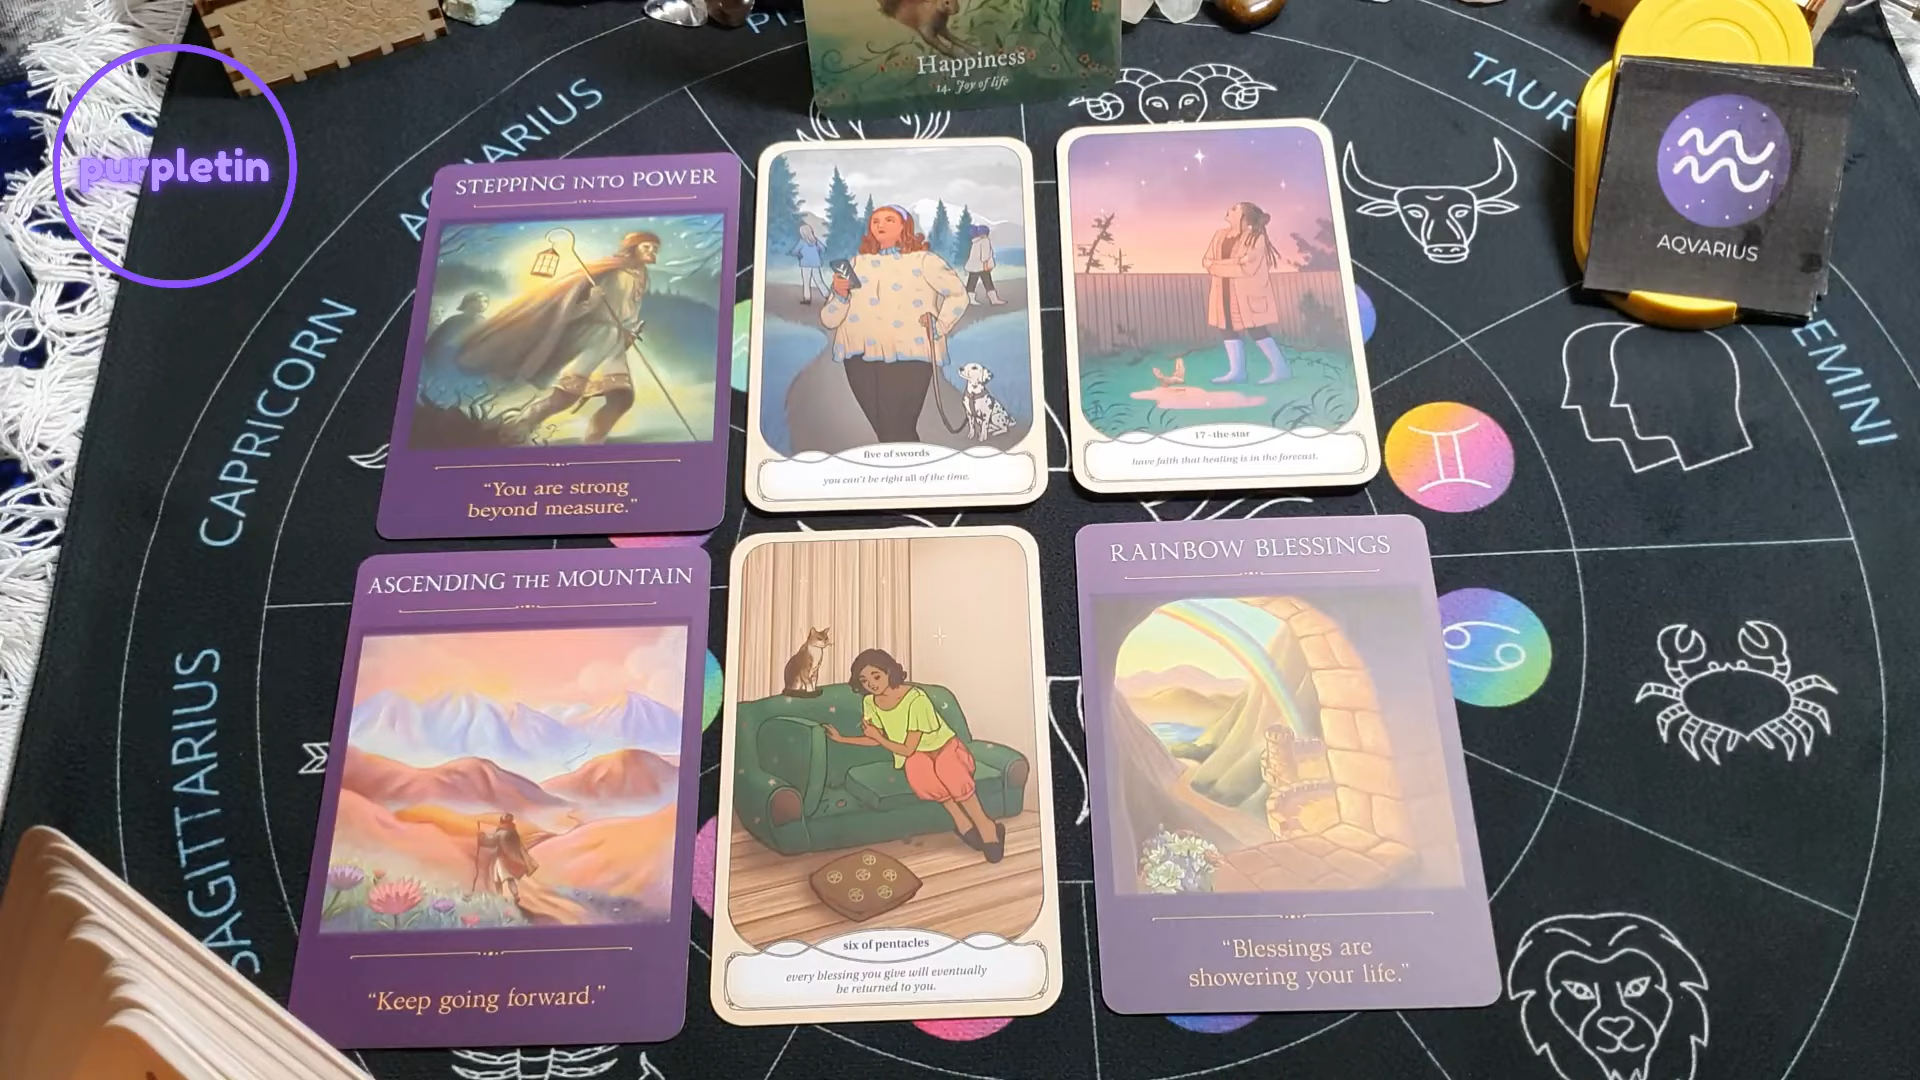 purpletin
PIS
Happiness
14. Joy of life
TAUR
AQVARIUS
AQUARIUS
STEPPING INTO POWER
"You are strong
beyond measure."
five of swords
you can't be right all of the time.
17 - the star
have faith that healing is in the forecast.
CAPRICORN
EMINI
ASCENDING THE MOUNTAIN
"Keep going forward."
six of pentacles
every blessing you give will eventually
be returned to you.
RAINBOW BLESSINGS
"Blessings are
showering your life."
SAGITTARIUS